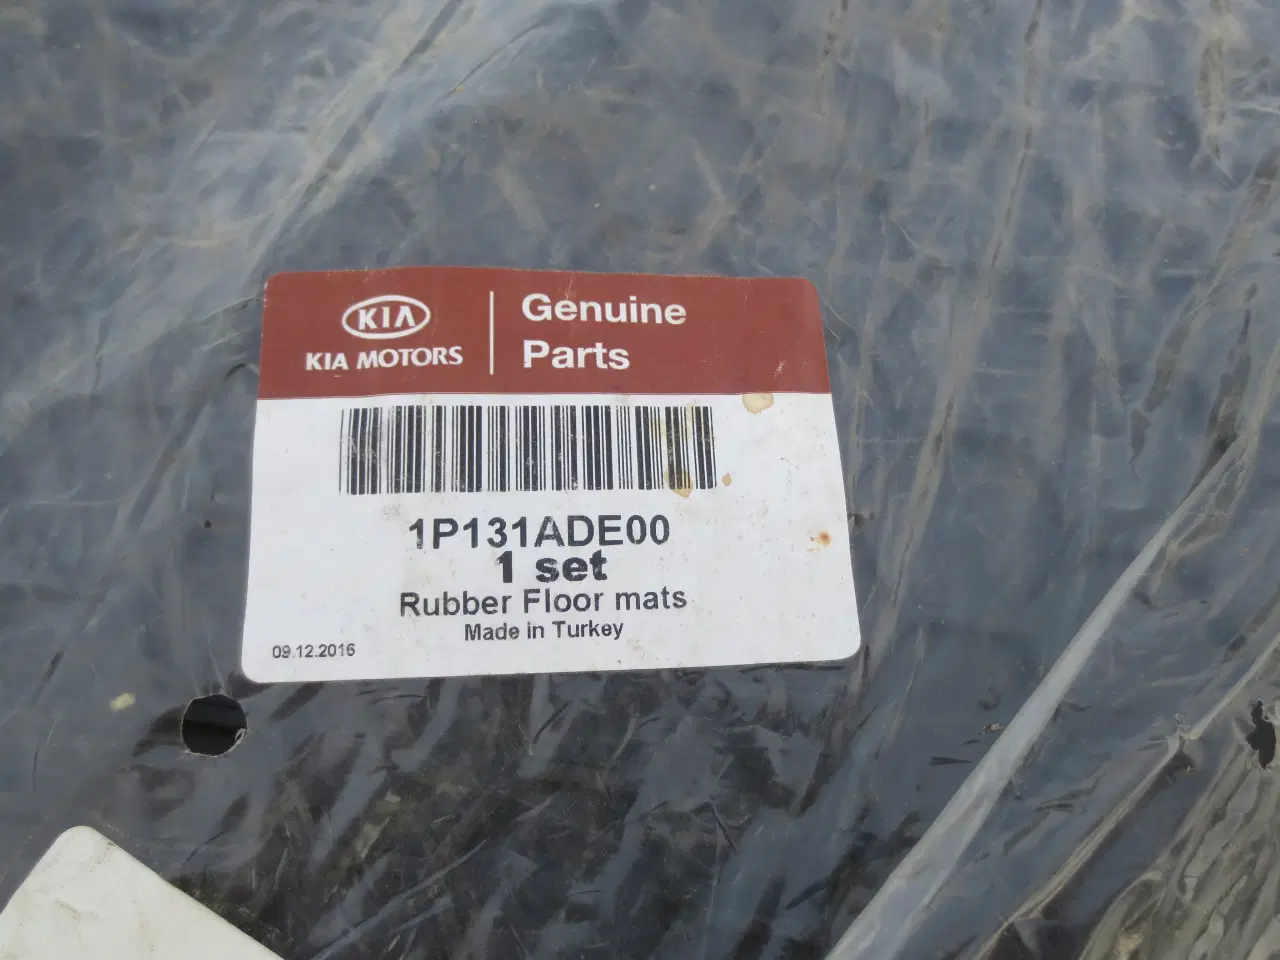 KIA
KIA MOTORS
Genuine
Parts
1P131ADE00
1 set
Rubber Floor mats
Made in Turkey
09.12.2016